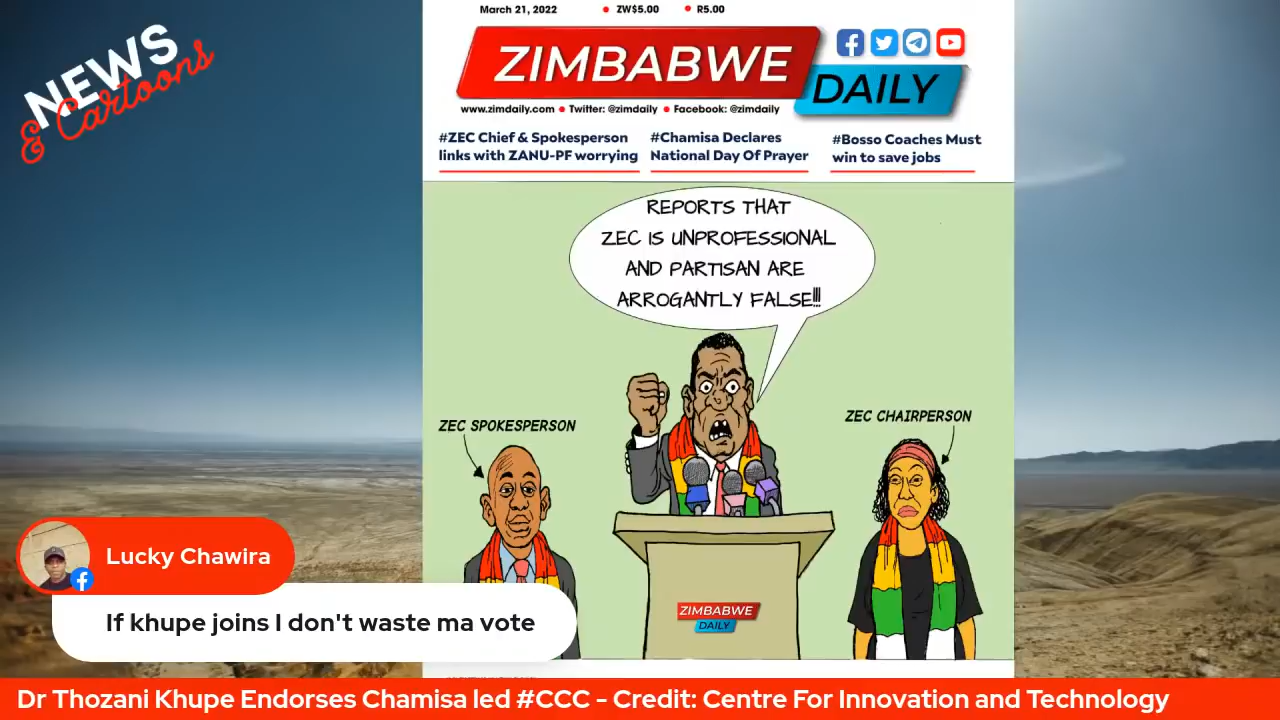 March 21, 2022 • ZW$5.00 • R5.00
NEWS
& Cartoons
ZIMBABWE
DAILY
www.zimdaily.com • Twitter: @zimdaily • Facebook: @zimdaily
#ZEC Chief & Spokesperson
links with ZANU-PF worrying
#Chamisa Declares
National Day Of Prayer
#Bosso Coaches Must
win to save jobs
REPORTS THAT
ZEC IS UNPROFESSIONAL
AND PARTISAN ARE
ARROGANTLY FALSE!!!
ZEC SPOKESPERSON
ZEC CHAIRPERSON
ZIMBABWE
DAILY
Lucky Chawira
If khupe joins I don't waste ma vote
Dr Thozani Khupe Endorses Chamisa led #CCC - Credit: Centre For Innovation and Technology